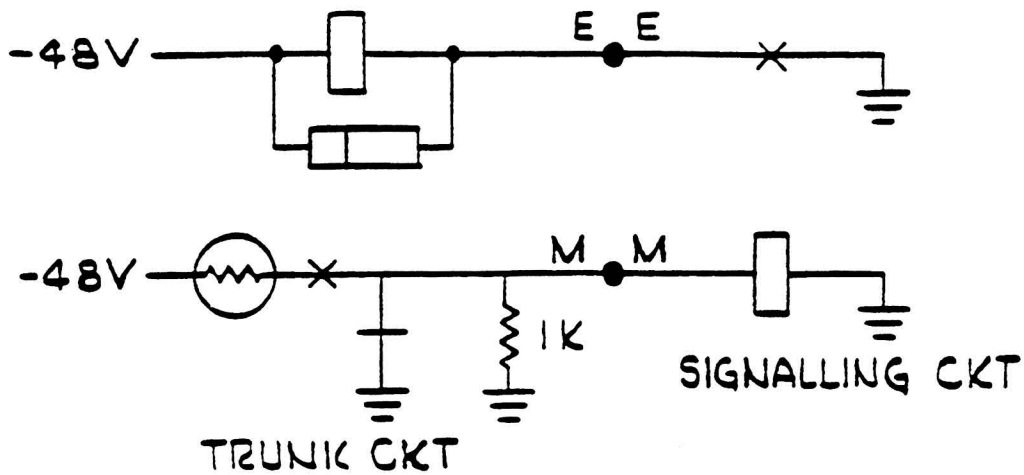 -48V
E E
-48V
M M
1K
SIGNALLING CKT
TRUNK CKT